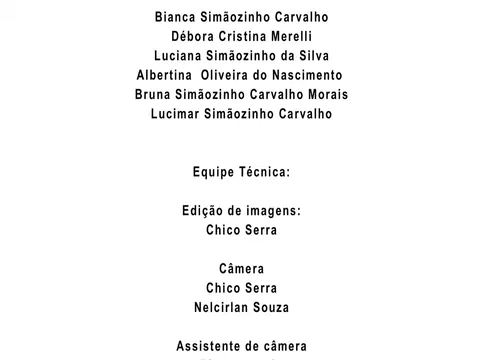 Bianca Simãozinho Carvalho
Débora Cristina Merelli
Luciana Simãozinho da Silva
Albertina  Oliveira do Nascimento
Bruna Simãozinho Carvalho Morais
Lucimar Simãozinho Carvalho
Equipe Técnica:
Edição de imagens:
Chico Serra
Câmera
Chico Serra
Nelcirlan Souza
Assistente de câmera